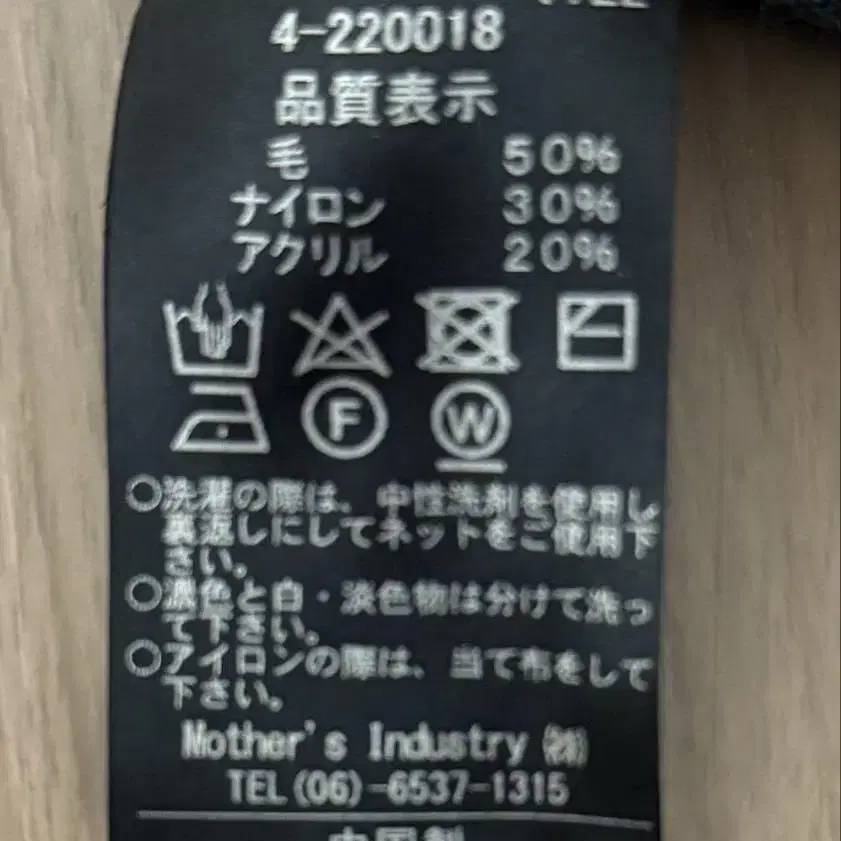 4-220018
品質表示
毛 50%
ナイロン 30%
アクリル 20%
F W
○洗濯の際は、中性洗剤を使用し
裏返しにしてネットをご使用下
さい。
○濃色と白・淡色物は分けて洗っ
て下さい。
○アイロンの際は、当て布をして
下さい。
Mother's Industry ㈱
TEL(06)-6537-1315
中国製